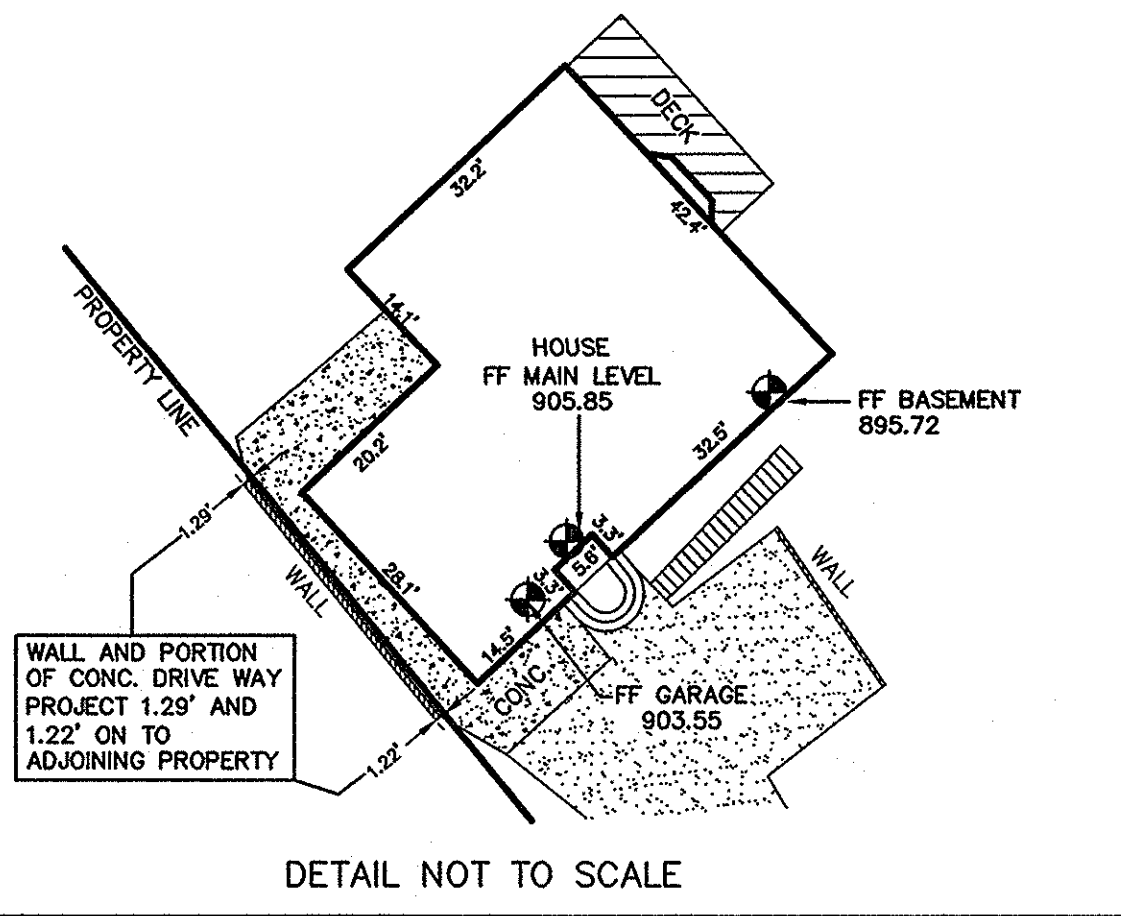 DECK
32.2'
42.4'
14.1'
PROPERTY LINE
HOUSE
FF MAIN LEVEL
905.85
FF BASEMENT
895.72
32.5'
20.2'
1.29'
WALL
28.1'
3.3'
5.6'
3.3'
WALL
14.5'
CONC.
FF GARAGE
903.55
WALL AND PORTION
OF CONC. DRIVE WAY
PROJECT 1.29' AND
1.22' ON TO
ADJOINING PROPERTY
1.22'
DETAIL NOT TO SCALE